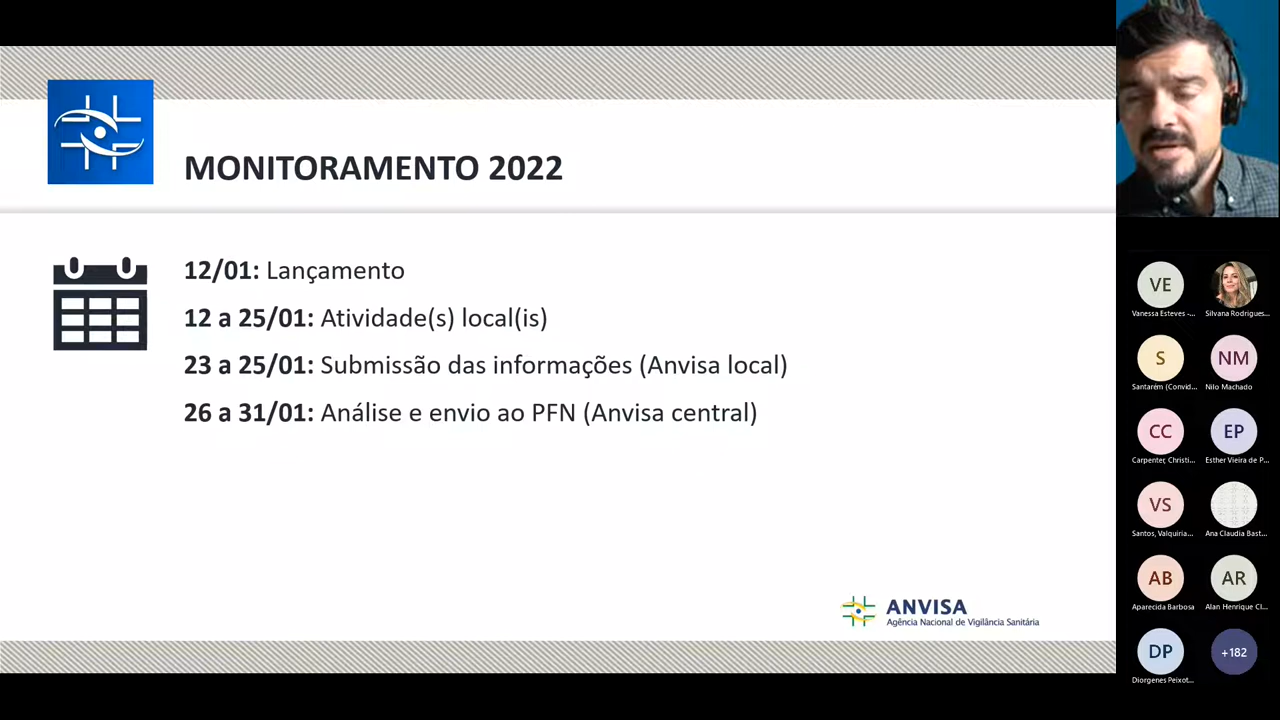 MONITORAMENTO 2022
12/01: Lançamento
12 a 25/01: Atividade(s) local(is)
23 a 25/01: Submissão das informações (Anvisa local)
26 a 31/01: Análise e envio ao PFN (Anvisa central)
ANVISA
Agência Nacional de Vigilância Sanitária
VE
Vanessa Esteves -...
Silvana Rodrigues...
S
Santarém (Convid...
NM
Nilo Machado
CC
Carpenter, Christi...
EP
Esther Vieira de P...
VS
Santos, Valquíria...
Ana Claudia Bast...
AB
Aparecida Barbosa
AR
Alan Henrique Cl...
DP
Diorgenes Peixot...
+182